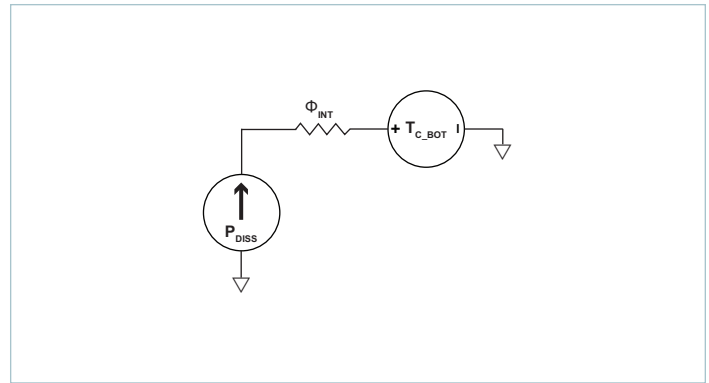 Φ_INT
+ T_C_BOT I
P_DISS